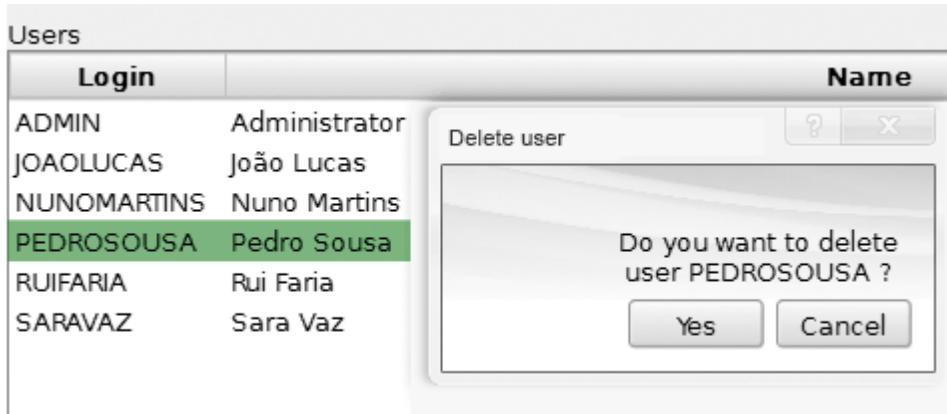 Users
Login Name
ADMIN Administrator
JOAOLUCAS João Lucas
NUNOMARTINS Nuno Martins
PEDROSOUSA Pedro Sousa
RUIFARIA Rui Faria
SARAVAZ Sara Vaz
Delete user ?
Do you want to delete
user PEDROSOUSA ?
Yes Cancel